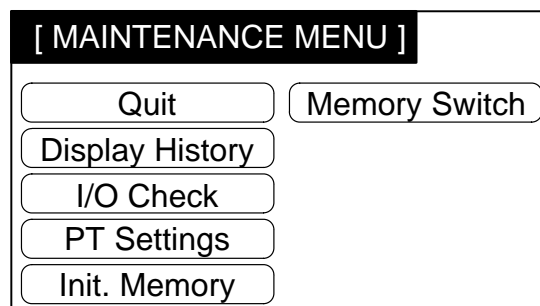 [ MAINTENANCE MENU ]
Quit
Memory Switch
Display History
I/O Check
PT Settings
Init. Memory